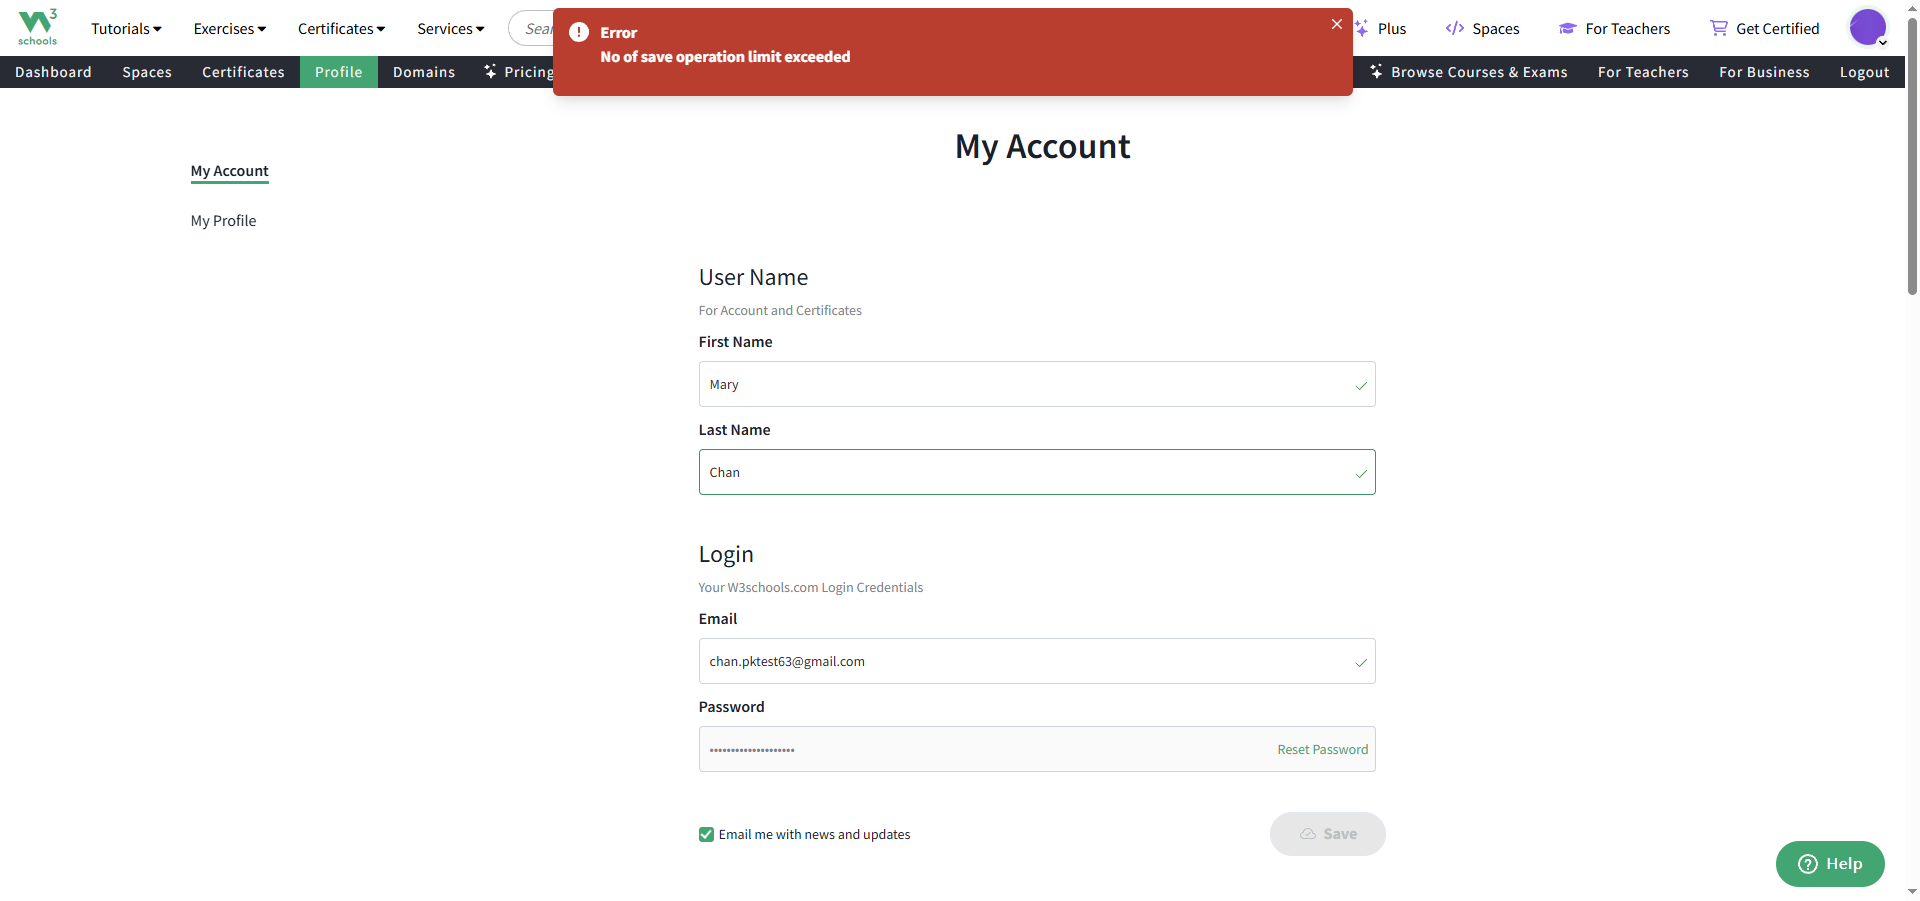 W3
schools
Tutorials
Exercises
Certificates
Services
Sear
Plus
Spaces
For Teachers
Get Certified
Error
No of save operation limit exceeded
Dashboard
Spaces
Certificates
Profile
Domains
Pricing
Browse Courses & Exams
For Teachers
For Business
Logout
My Account
My Account
My Profile
User Name
For Account and Certificates
First Name
Mary
Last Name
Chan
Login
Your W3schools.com Login Credentials
Email
chan.pktest63@gmail.com
Password
Reset Password
Email me with news and updates
Save
Help